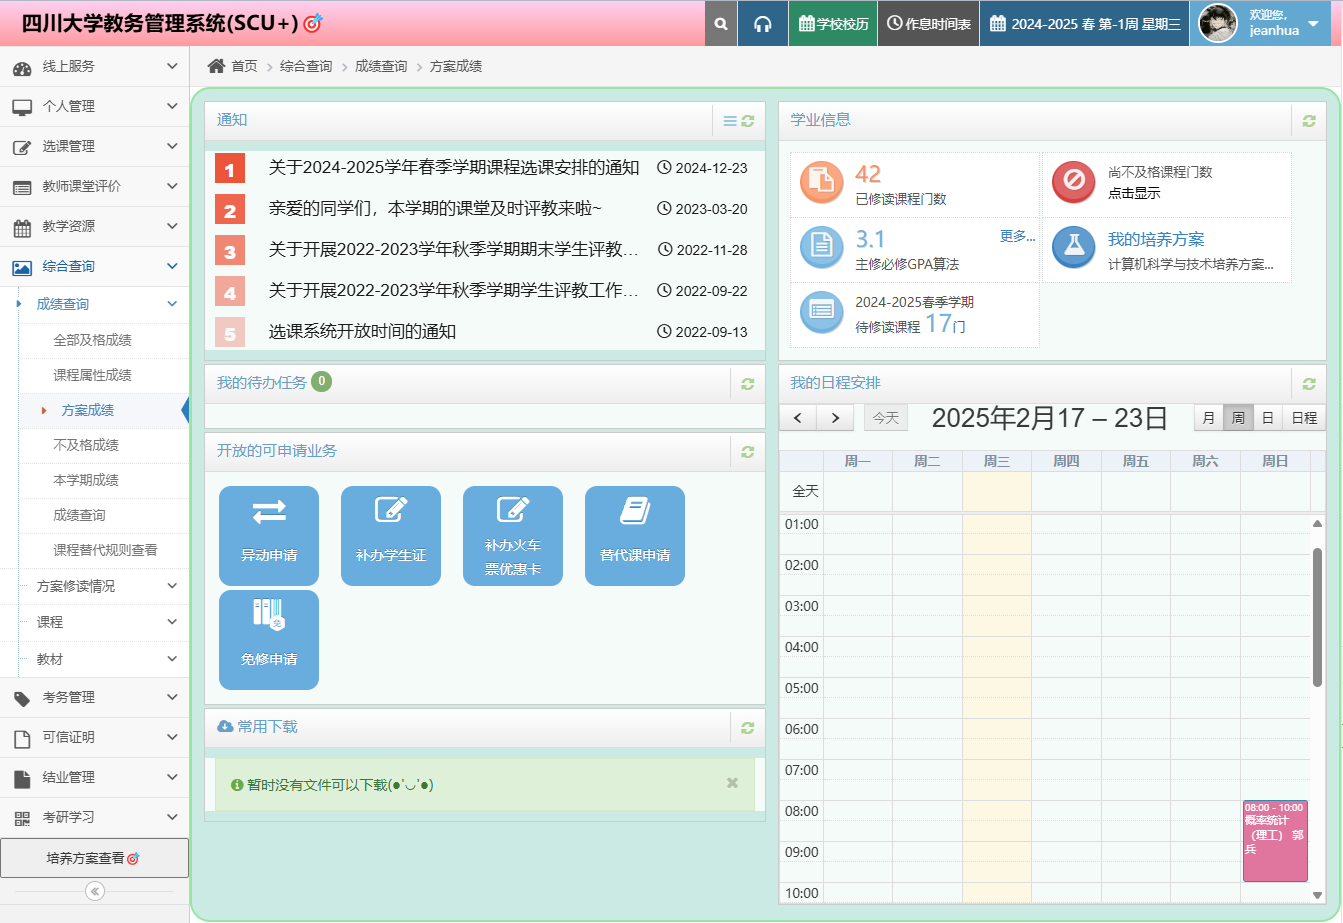 四川大学教务管理系统(SCU+)🎯
学校校历
作息时间表
2024-2025 春 第-1周 星期三
欢迎您,
jeanhua
线上服务
个人管理
选课管理
教师课堂评价
教学资源
综合查询
成绩查询
全部及格成绩
课程属性成绩
方案成绩
不及格成绩
本学期成绩
成绩查询
课程替代规则查看
方案修读情况
课程
教材
考务管理
可信证明
结业管理
考研学习
培养方案查看🎯
首页 > 综合查询 > 成绩查询 > 方案成绩
通知
1 关于2024-2025学年春季学期课程选课安排的通知 2024-12-23
2 亲爱的同学们，本学期的课堂及时评教来啦~ 2023-03-20
3 关于开展2022-2023学年秋季学期期末学生评教... 2022-11-28
4 关于开展2022-2023学年秋季学期学生评教工作... 2022-09-22
5 选课系统开放时间的通知 2022-09-13
我的待办任务 0
开放的可申请业务
异动申请
补办学生证
补办火车
票优惠卡
替代课申请
免
免修申请
常用下载
暂时没有文件可以下载(●'◡'●)
×
学业信息
42
已修读课程门数
尚不及格课程门数
点击显示
3.1
更多...
主修必修GPA算法
我的培养方案
计算机科学与技术培养方案...
2024-2025春季学期
待修读课程 17门
我的日程安排
今天
2025年2月17 – 23日
月 周 日 日程
周一 周二 周三 周四 周五 周六 周日
全天
01:00
02:00
03:00
04:00
05:00
06:00
07:00
08:00
09:00
10:00
08:00 - 10:00
概率统计
（理工） 郭
兵